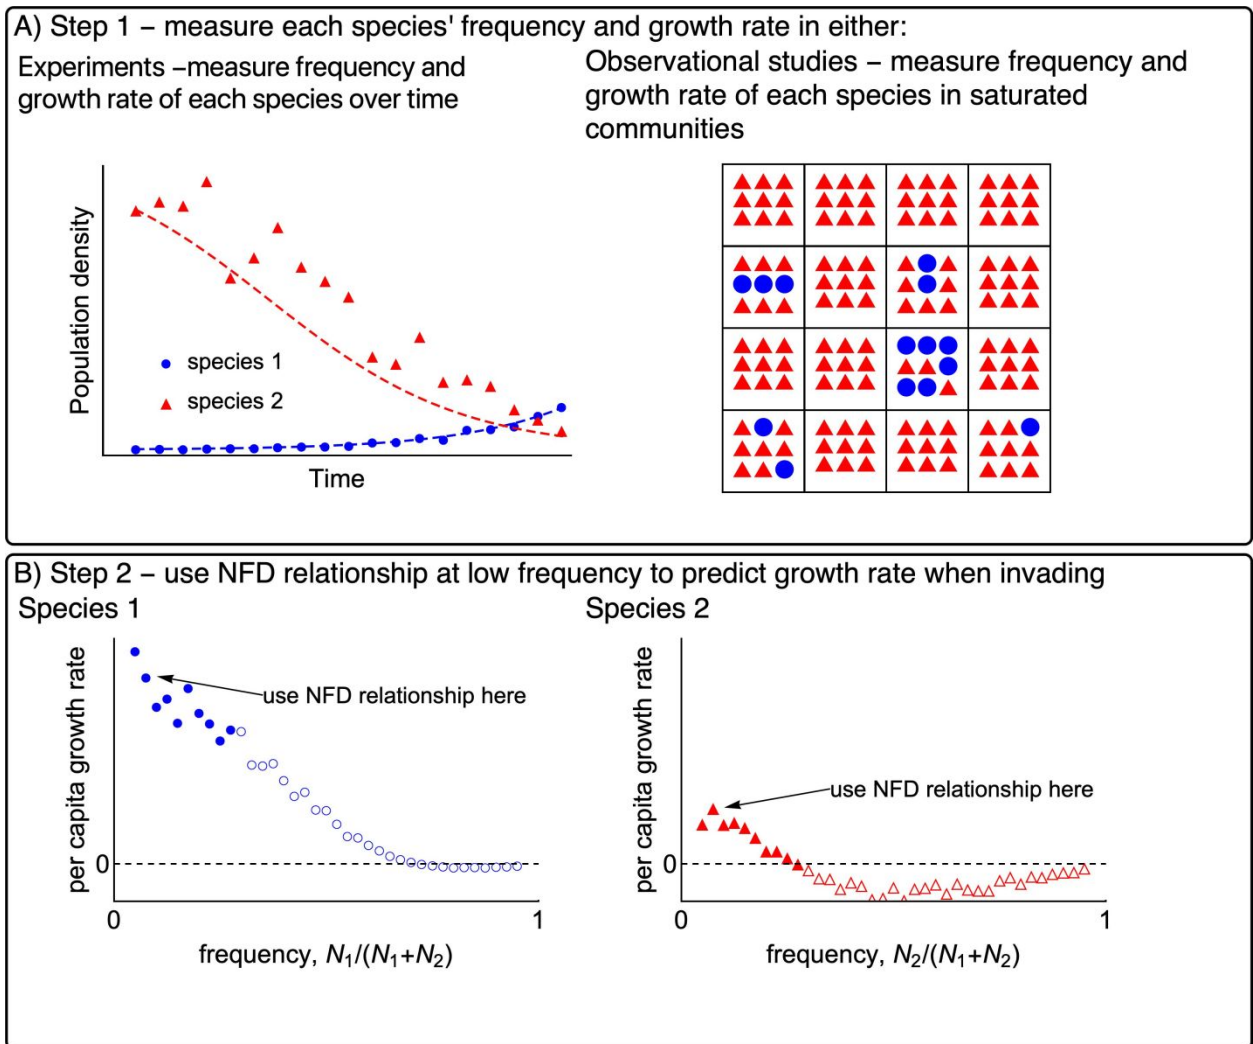 A) Step 1 – measure each species' frequency and growth rate in either:
Experiments –measure frequency and
growth rate of each species over time
Observational studies – measure frequency and
growth rate of each species in saturated
communities
Population density
species 1
species 2
Time
B) Step 2 – use NFD relationship at low frequency to predict growth rate when invading
Species 1
per capita growth rate
use NFD relationship here
0
0
1
frequency, N1/(N1+N2)
Species 2
per capita growth rate
use NFD relationship here
0
0
1
frequency, N2/(N1+N2)